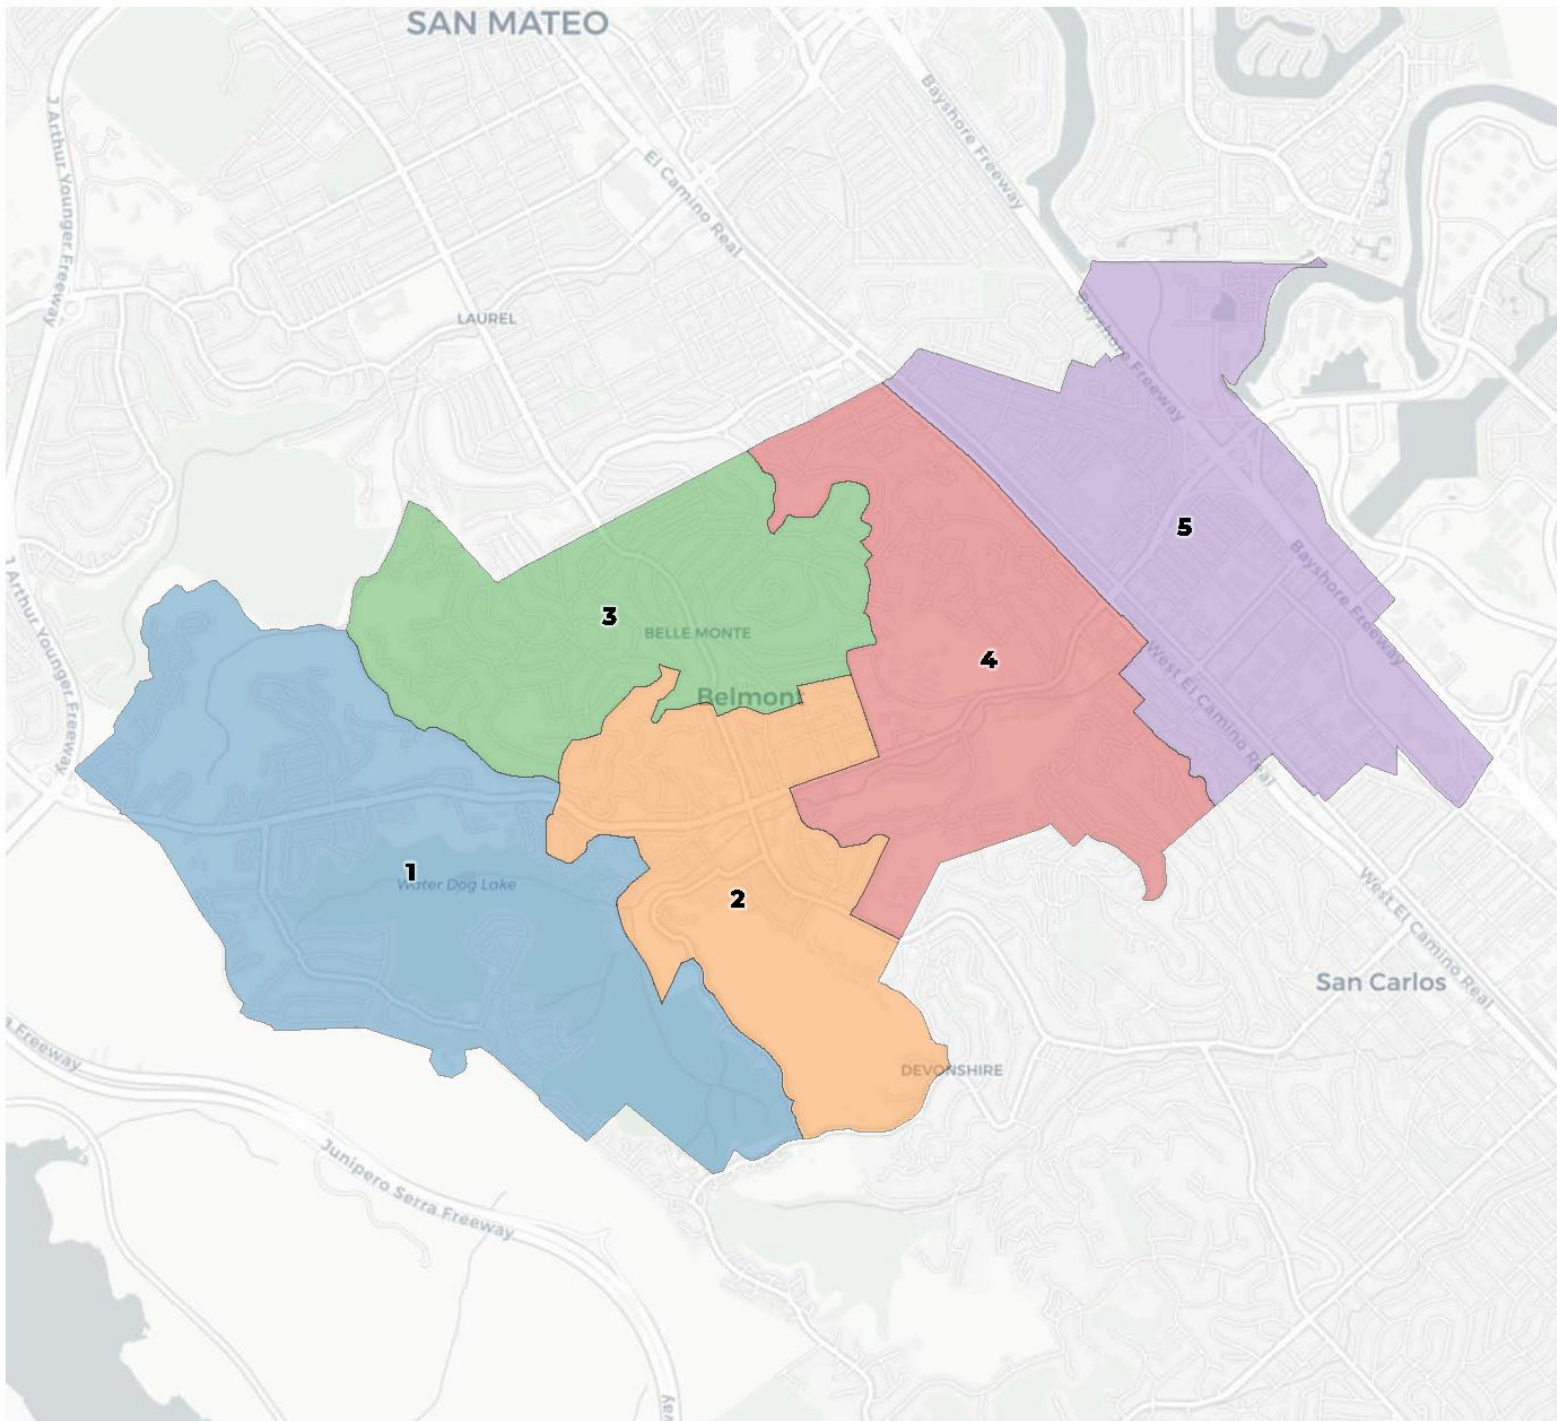 SAN MATEO
Bayshore Freeway
J Arthur Younger Freeway
El Camino Real
LAUREL
Bayshore Freeway
5
Bayshore Freeway
J Arthur Younger Freeway
3
BELLE MONTE
4
West El Camino Real
Belmont
1
Water Dog Lake
2
West El Camino Real
San Carlos
a Freeway
DEVONSHIRE
Junipero Serra Freeway